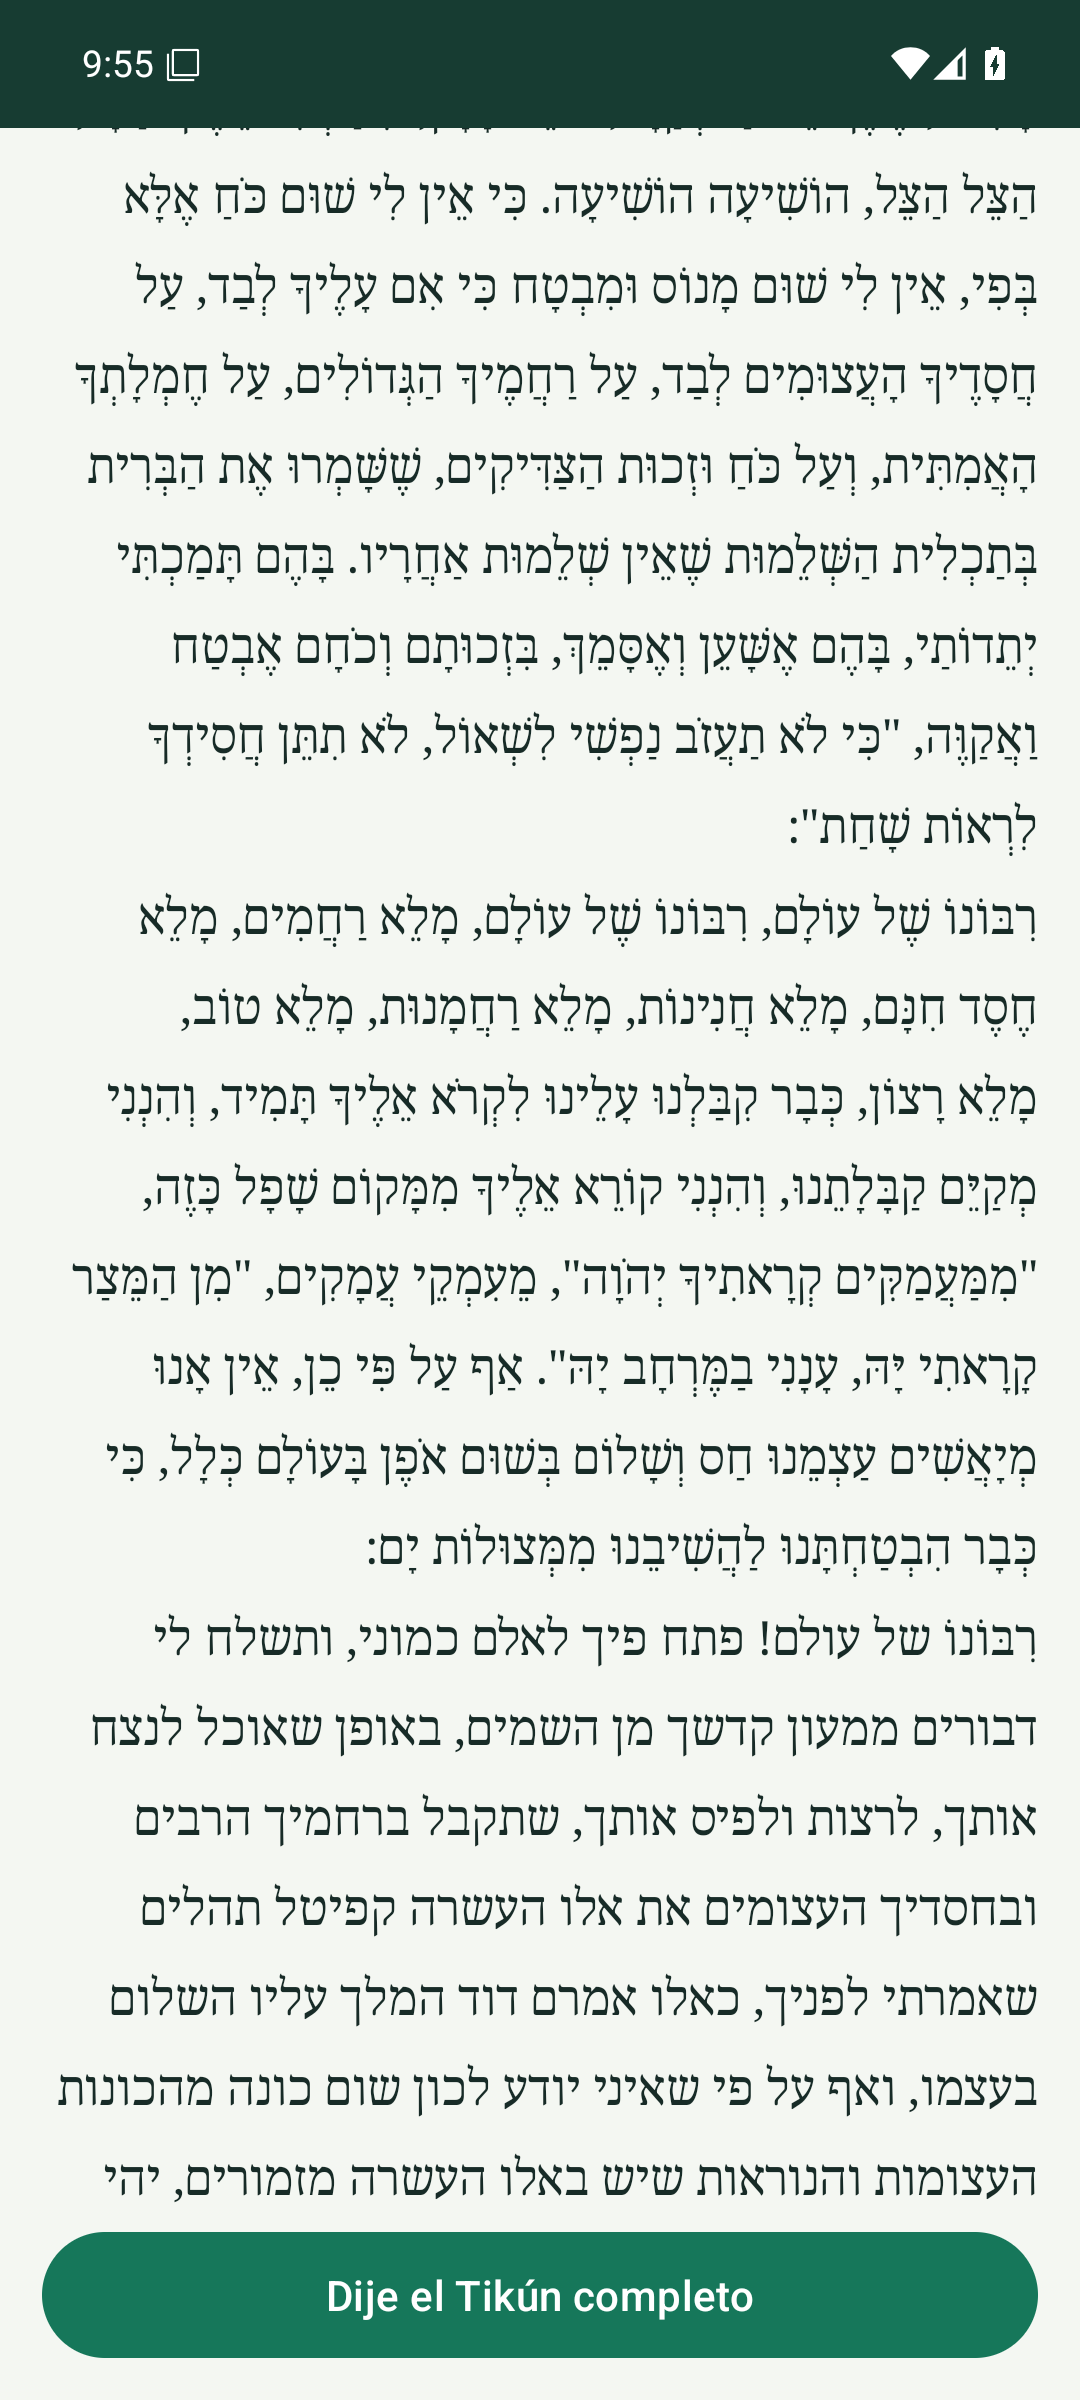 9:55
הַצֵּל הַצֵּל, הוֹשִׁיעָה הוֹשִׁיעָה. כִּי אֵין לִי שׁוּם כֹּחַ אֶלָּא
בְּפִי, אֵין לִי שׁוּם מָנוֹס וּמִבְטָח כִּי אִם עָלֶיךָ לְבַד, עַל
חֲסָדֶיךָ הָעֲצוּמִים לְבַד, עַל רַחֲמֶיךָ הַגְּדוֹלִים, עַל חֶמְלָתְךָ
הָאֲמִתִּית, וְעַל כֹּחַ וּזְכוּת הַצַּדִּיקִים, שֶׁשָּׁמְרוּ אֶת הַבְּרִית
בְּתַכְלִית הַשְּׁלֵמוּת שֶׁאֵין שְׁלֵמוּת אַחֲרָיו. בָּהֶם תָּמַכְתִּי
יְתֵדוֹתַי, בָּהֶם אֶשָּׁעֵן וְאֶסָּמֵךְ, בִּזְכוּתָם וְכֹחָם אֶבְטַח
וַאֲקַוֶּה, "כִּי לֹא תַעֲזֹב נַפְשִׁי לִשְׁאוֹל, לֹא תִתֵּן חֲסִידְךָ
לִרְאוֹת שָׁחַת":
רִבּוֹנוֹ שֶׁל עוֹלָם, רִבּוֹנוֹ שֶׁל עוֹלָם, מָלֵא רַחֲמִים, מָלֵא
חֶסֶד חִנָּם, מָלֵא חֲנִינוֹת, מָלֵא רַחֲמָנוּת, מָלֵא טוֹב,
מָלֵא רָצוֹן, כְּבָר קִבַּלְנוּ עָלֵינוּ לִקְרֹא אֵלֶיךָ תָּמִיד, וְהִנְנִי
מְקַיֵּם קַבָּלָתֵנוּ, וְהִנְנִי קוֹרֵא אֵלֶיךָ מִמָּקוֹם שָׁפָל כָּזֶה,
"מִמַּעֲמַקִּים קְרָאתִיךָ יְהֹוָה", מֵעִמְקֵי עֲמָקִים, "מִן הַמֵּצַר
קָרָאתִי יָּהּ, עָנָנִי בַמֶּרְחָב יָהּ". אַף עַל פִּי כֵן, אֵין אָנוּ
מְיָאֲשִׁים עַצְמֵנוּ חַס וְשָׁלוֹם בְּשׁוּם אֹפֶן בָּעוֹלָם כְּלָל, כִּי
כְּבָר הִבְטַחְתָּנוּ לַהֲשִׁיבֵנוּ מִמְּצוּלוֹת יָם:
רִבּוֹנוֹ של עולם! פתח פיך לאלם כמוני, ותשלח לי
דבורים ממעון קדשך מן השמים, באופן שאוכל לנצח
אותך, לרצות ולפיס אותך, שתקבל ברחמיך הרבים
ובחסדיך העצומים את אלו העשרה קפיטל תהלים
שאמרתי לפניך, כאלו אמרם דוד המלך עליו השלום
בעצמו, ואף על פי שאיני יודע לכון שום כונה מהכונות
העצומות והנוראות שיש באלו העשרה מזמורים, יהי
Dije el Tikún completo